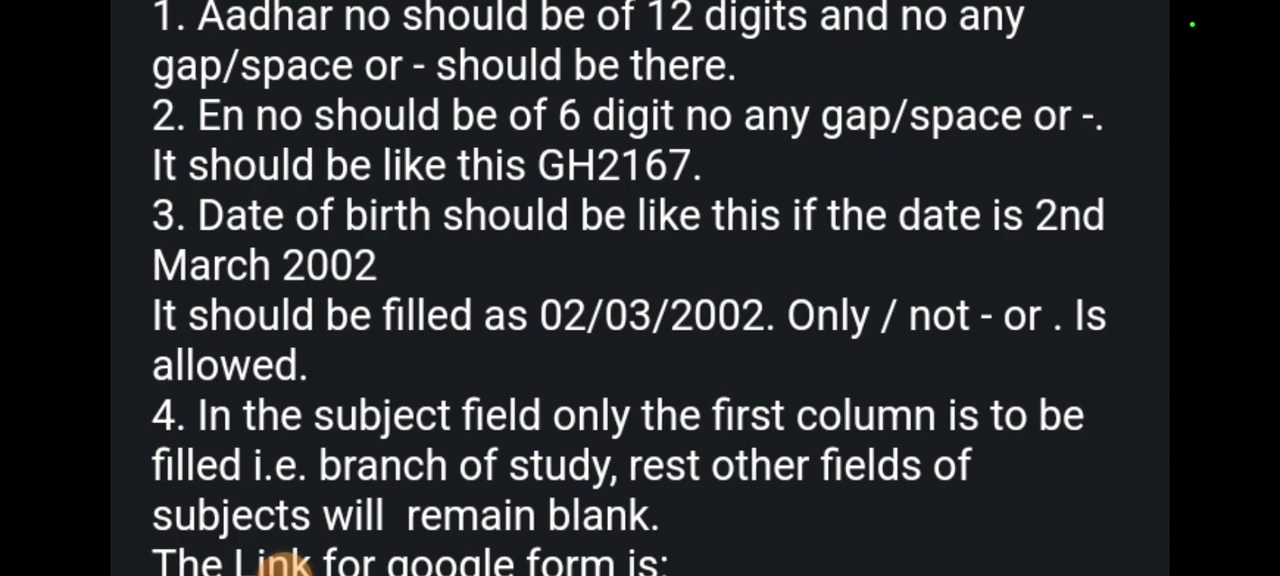 1. Aadhar no should be of 12 digits and no any
gap/space or - should be there.
2. En no should be of 6 digit no any gap/space or -.
It should be like this GH2167.
3. Date of birth should be like this if the date is 2nd
March 2002
It should be filled as 02/03/2002. Only / not - or . Is
allowed.
4. In the subject field only the first column is to be
filled i.e. branch of study, rest other fields of
subjects will  remain blank.
The Link for google form is: